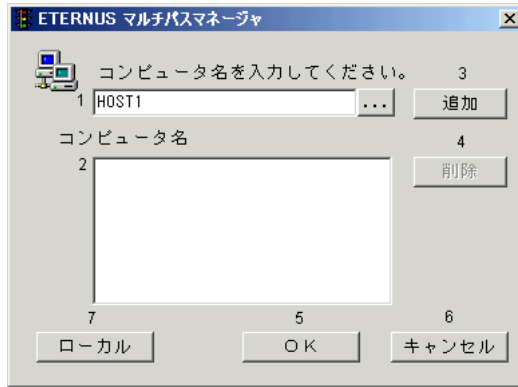 ETERNUS マルチパスマネージャ
コンピュータ名を入力してください。 3
1 HOST1 ... 追加
コンピュータ名 4
2 削除
7 5 6
ローカル OK キャンセル